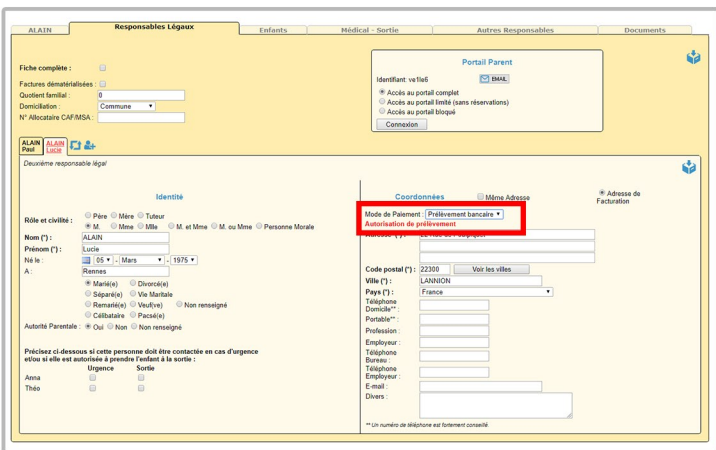 ALAIN
Responsables Légaux
Enfants
Médical - Sortie
Autres Responsables
Documents
Fiche complète :
Factures dématérialisées :
Quotient familial : 0
Domiciliation : Commune
N° Allocataire CAF/MSA :
Portail Parent
Identifiant: ve1le6 EMAIL
Accès au portail complet
Accès au portail limité (sans réservations)
Accès au portail bloqué
Connexion
ALAIN Paul
ALAIN Lucie
Deuxième responsable légal
Identité
Rôle et civilité :
Père Mère Tuteur
M. Mme Mlle M. et Mme M. ou Mme Personne Morale
Nom (*) : ALAIN
Prénom (*) : Lucie
Né le : 05 - Mars - 1975
A : Rennes
Marié(e) Divorcé(e)
Séparé(e) Vie Maritale
Remarié(e) Veuf(ve) Non renseigné
Célibataire Pacsé(e)
Autorité Parentale : Oui Non Non renseigné
Précisez ci-dessous si cette personne doit être contactée en cas d'urgence
et/ou si elle est autorisée à prendre l'enfant à la sortie :
Urgence Sortie
Anna
Théo
Coordonnées
Même Adresse
Adresse de
Facturation
Mode de Paiement : Prélèvement bancaire
Autorisation de prélèvement
Code postal (*) : 22300 Voir les villes
Ville (*) : LANNION
Pays (*) : France
Téléphone
Domicile** :
Portable** :
Profession :
Employeur :
Téléphone
Bureau :
Téléphone
Employeur :
E-mail :
Divers :
** Un numéro de téléphone est fortement conseillé